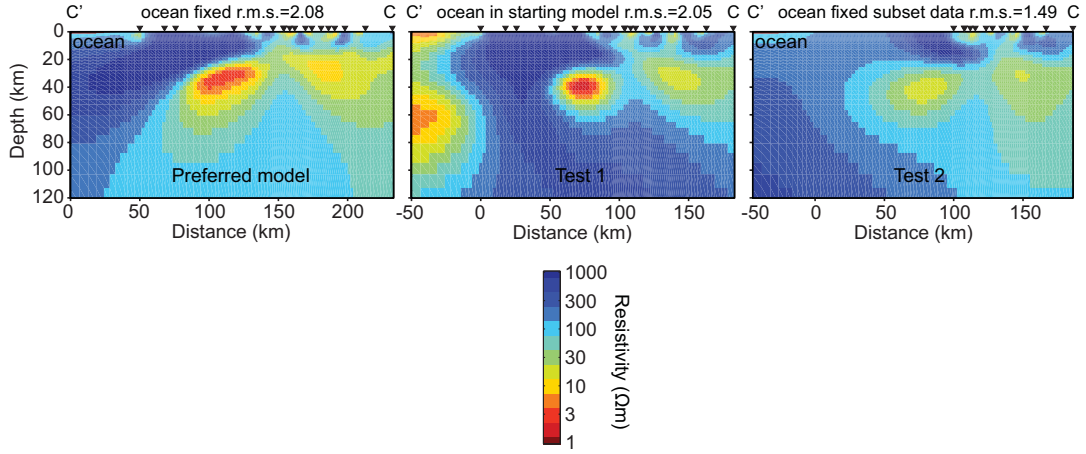 C' ocean fixed r.m.s.=2.08 C
C' ocean in starting model r.m.s.=2.05 C
C' ocean fixed subset data r.m.s.=1.49 C
0
20
40
60
80
100
120
Depth (km)
ocean
Preferred model
0 50 100 150 200
Distance (km)
Test 1
-50 0 50 100 150
Distance (km)
ocean
Test 2
-50 0 50 100 150
Distance (km)
1000
300
100
30
10
3
1
Resistivity (Ωm)